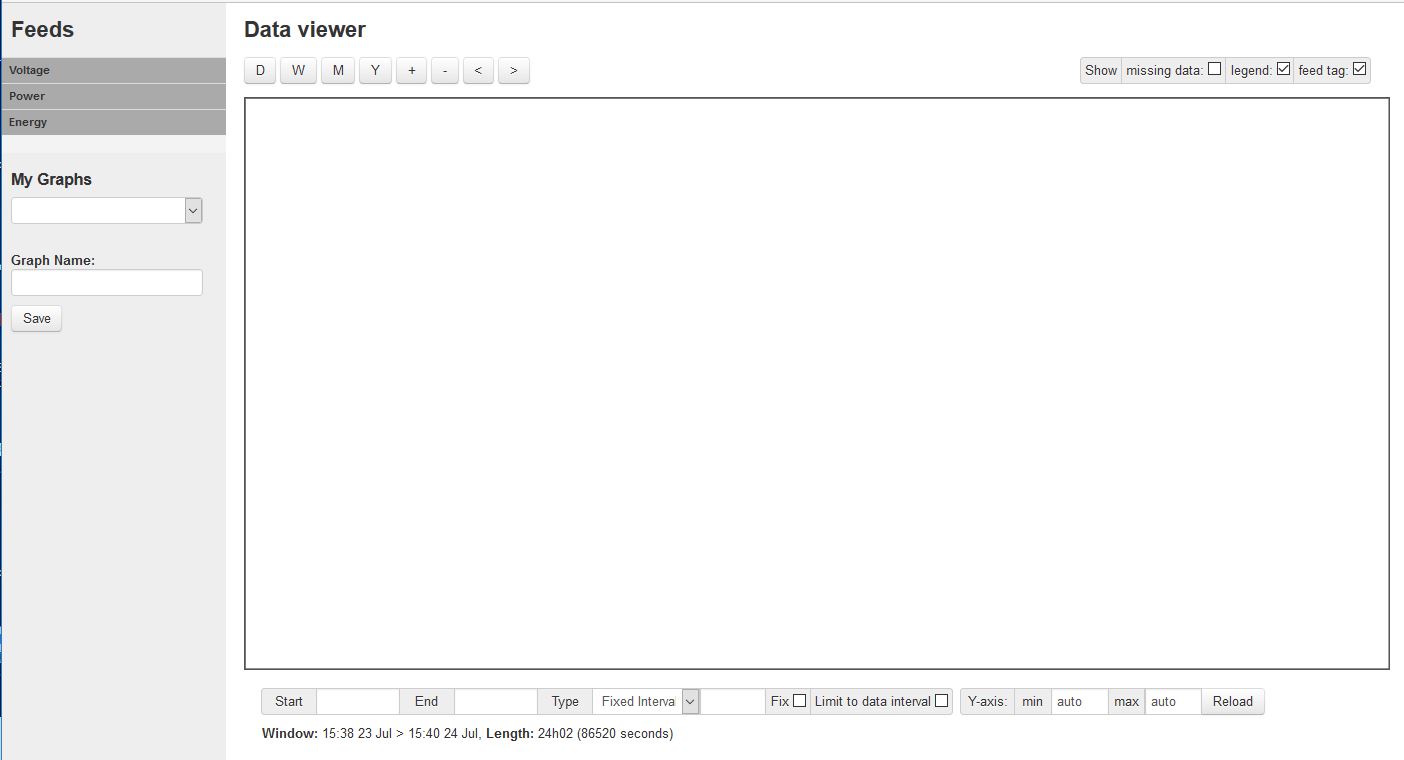 Feeds
Voltage
Power
Energy
My Graphs
Graph Name:
Save
Data viewer
D W M Y + - < >
Show missing data: legend: feed tag:
Start End Type Fixed Interval Fix Limit to data interval Y-axis: min auto max auto Reload
Window: 15:38 23 Jul > 15:40 24 Jul, Length: 24h02 (86520 seconds)